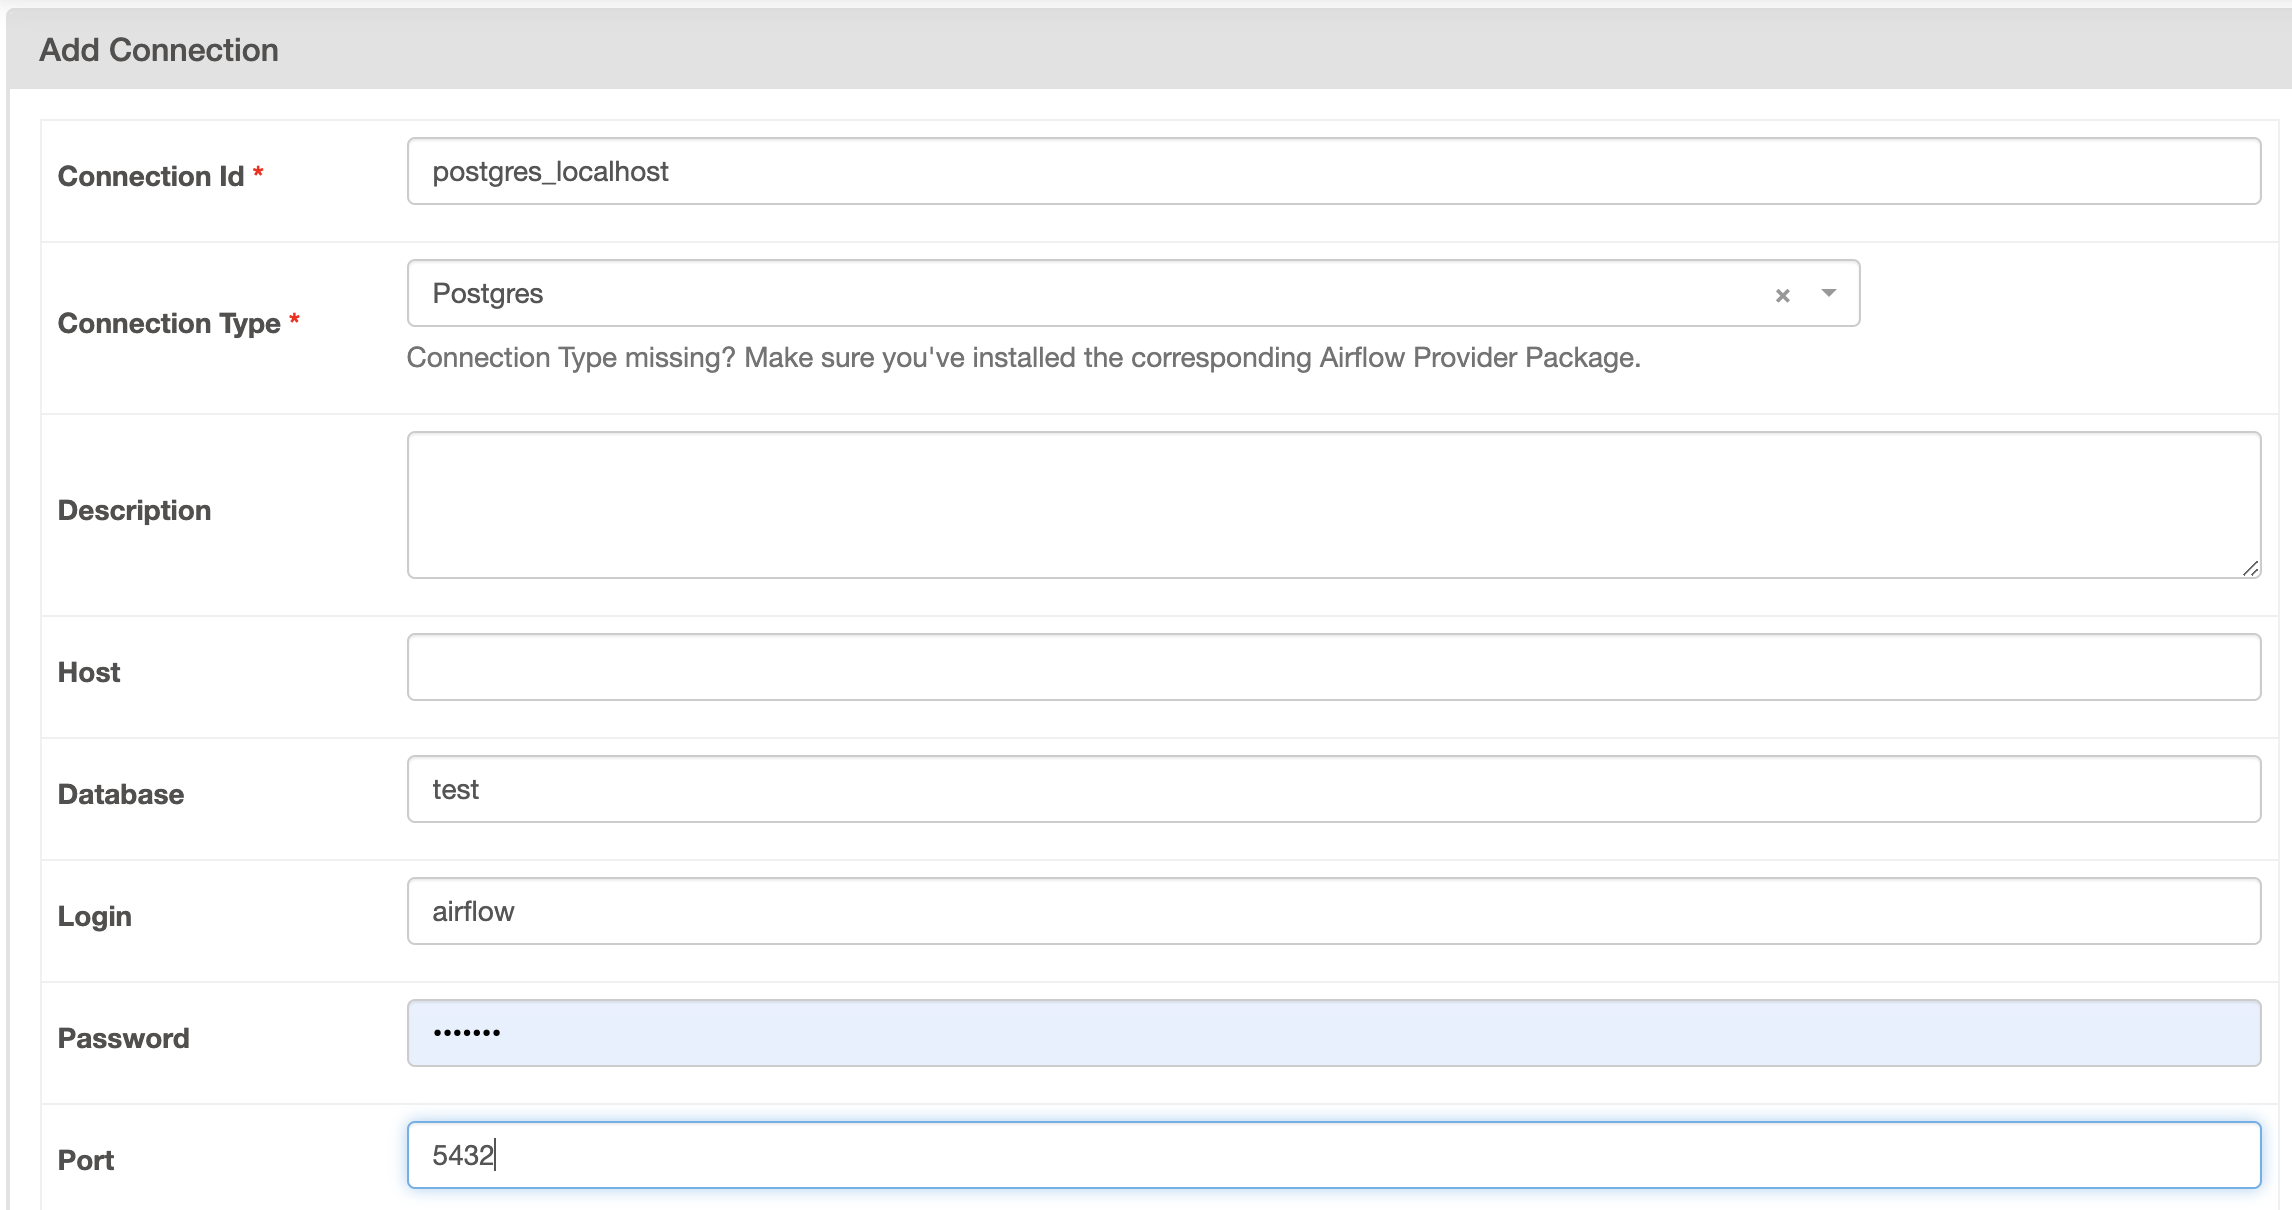 Add Connection
Connection Id *
postgres_localhost
Connection Type *
Postgres
Connection Type missing? Make sure you've installed the corresponding Airflow Provider Package.
Description
Host
Database
test
Login
airflow
Password
•••••••
Port
5432